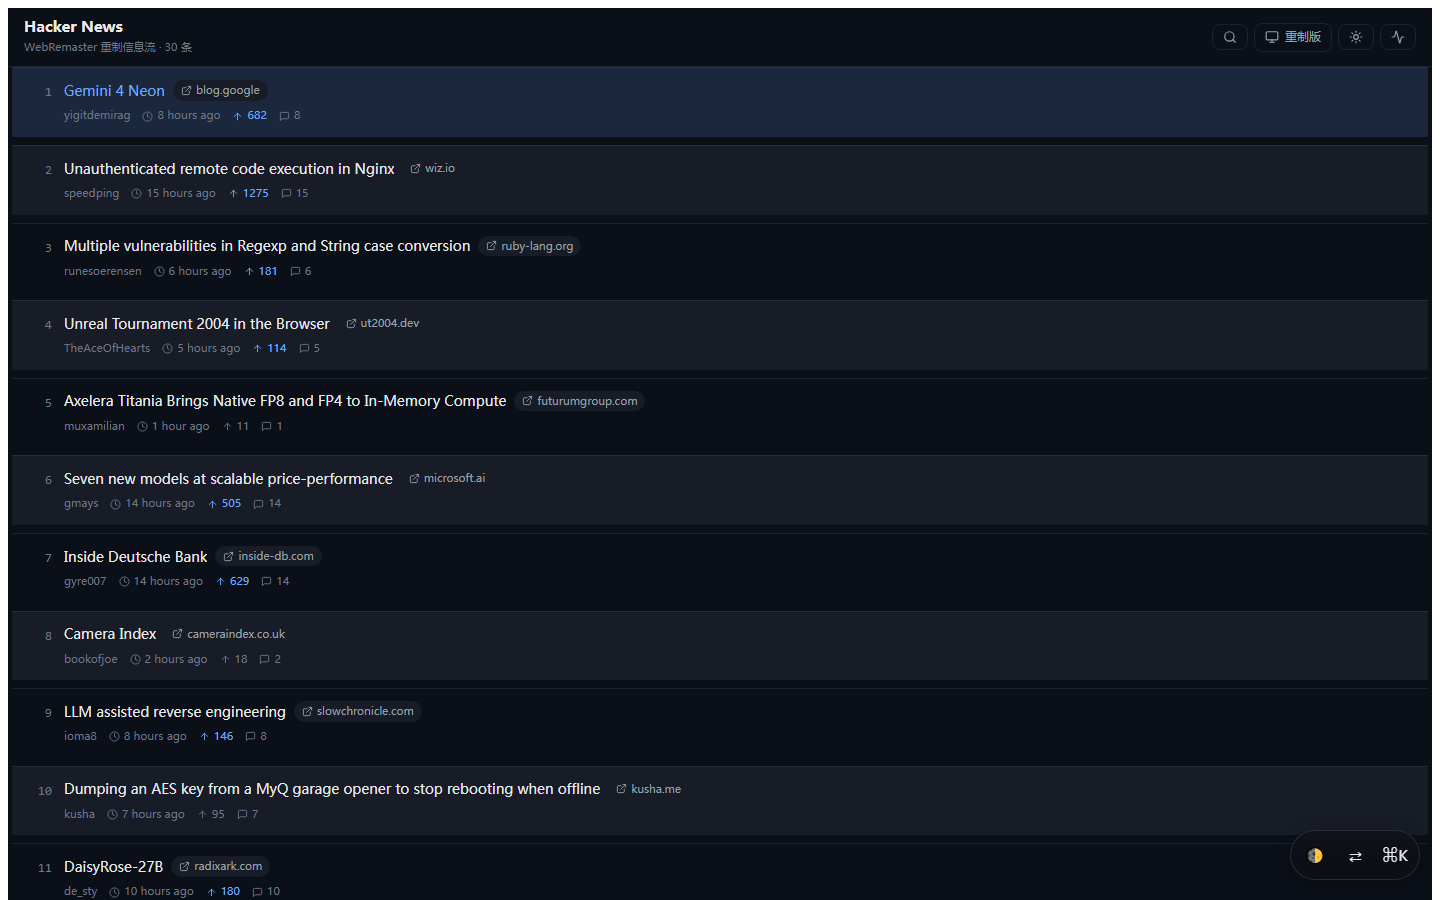 Hacker News
WebRemaster 重制信息流 · 30 条
重制版
1 Gemini 4 Neon blog.google
yigitdemirag 8 hours ago 682 8
2 Unauthenticated remote code execution in Nginx wiz.io
speedping 15 hours ago 1275 15
3 Multiple vulnerabilities in Regexp and String case conversion ruby-lang.org
runesoerensen 6 hours ago 181 6
4 Unreal Tournament 2004 in the Browser ut2004.dev
TheAceOfHearts 5 hours ago 114 5
5 Axelera Titania Brings Native FP8 and FP4 to In-Memory Compute futurumgroup.com
muxamilian 1 hour ago 11 1
6 Seven new models at scalable price-performance microsoft.ai
gmays 14 hours ago 505 14
7 Inside Deutsche Bank inside-db.com
gyre007 14 hours ago 629 14
8 Camera Index cameraindex.co.uk
bookofjoe 2 hours ago 18 2
9 LLM assisted reverse engineering slowchronicle.com
ioma8 8 hours ago 146 8
10 Dumping an AES key from a MyQ garage opener to stop rebooting when offline kusha.me
kusha 7 hours ago 95 7
11 DaisyRose-27B radixark.com
de_sty 10 hours ago 180 10
⌘K